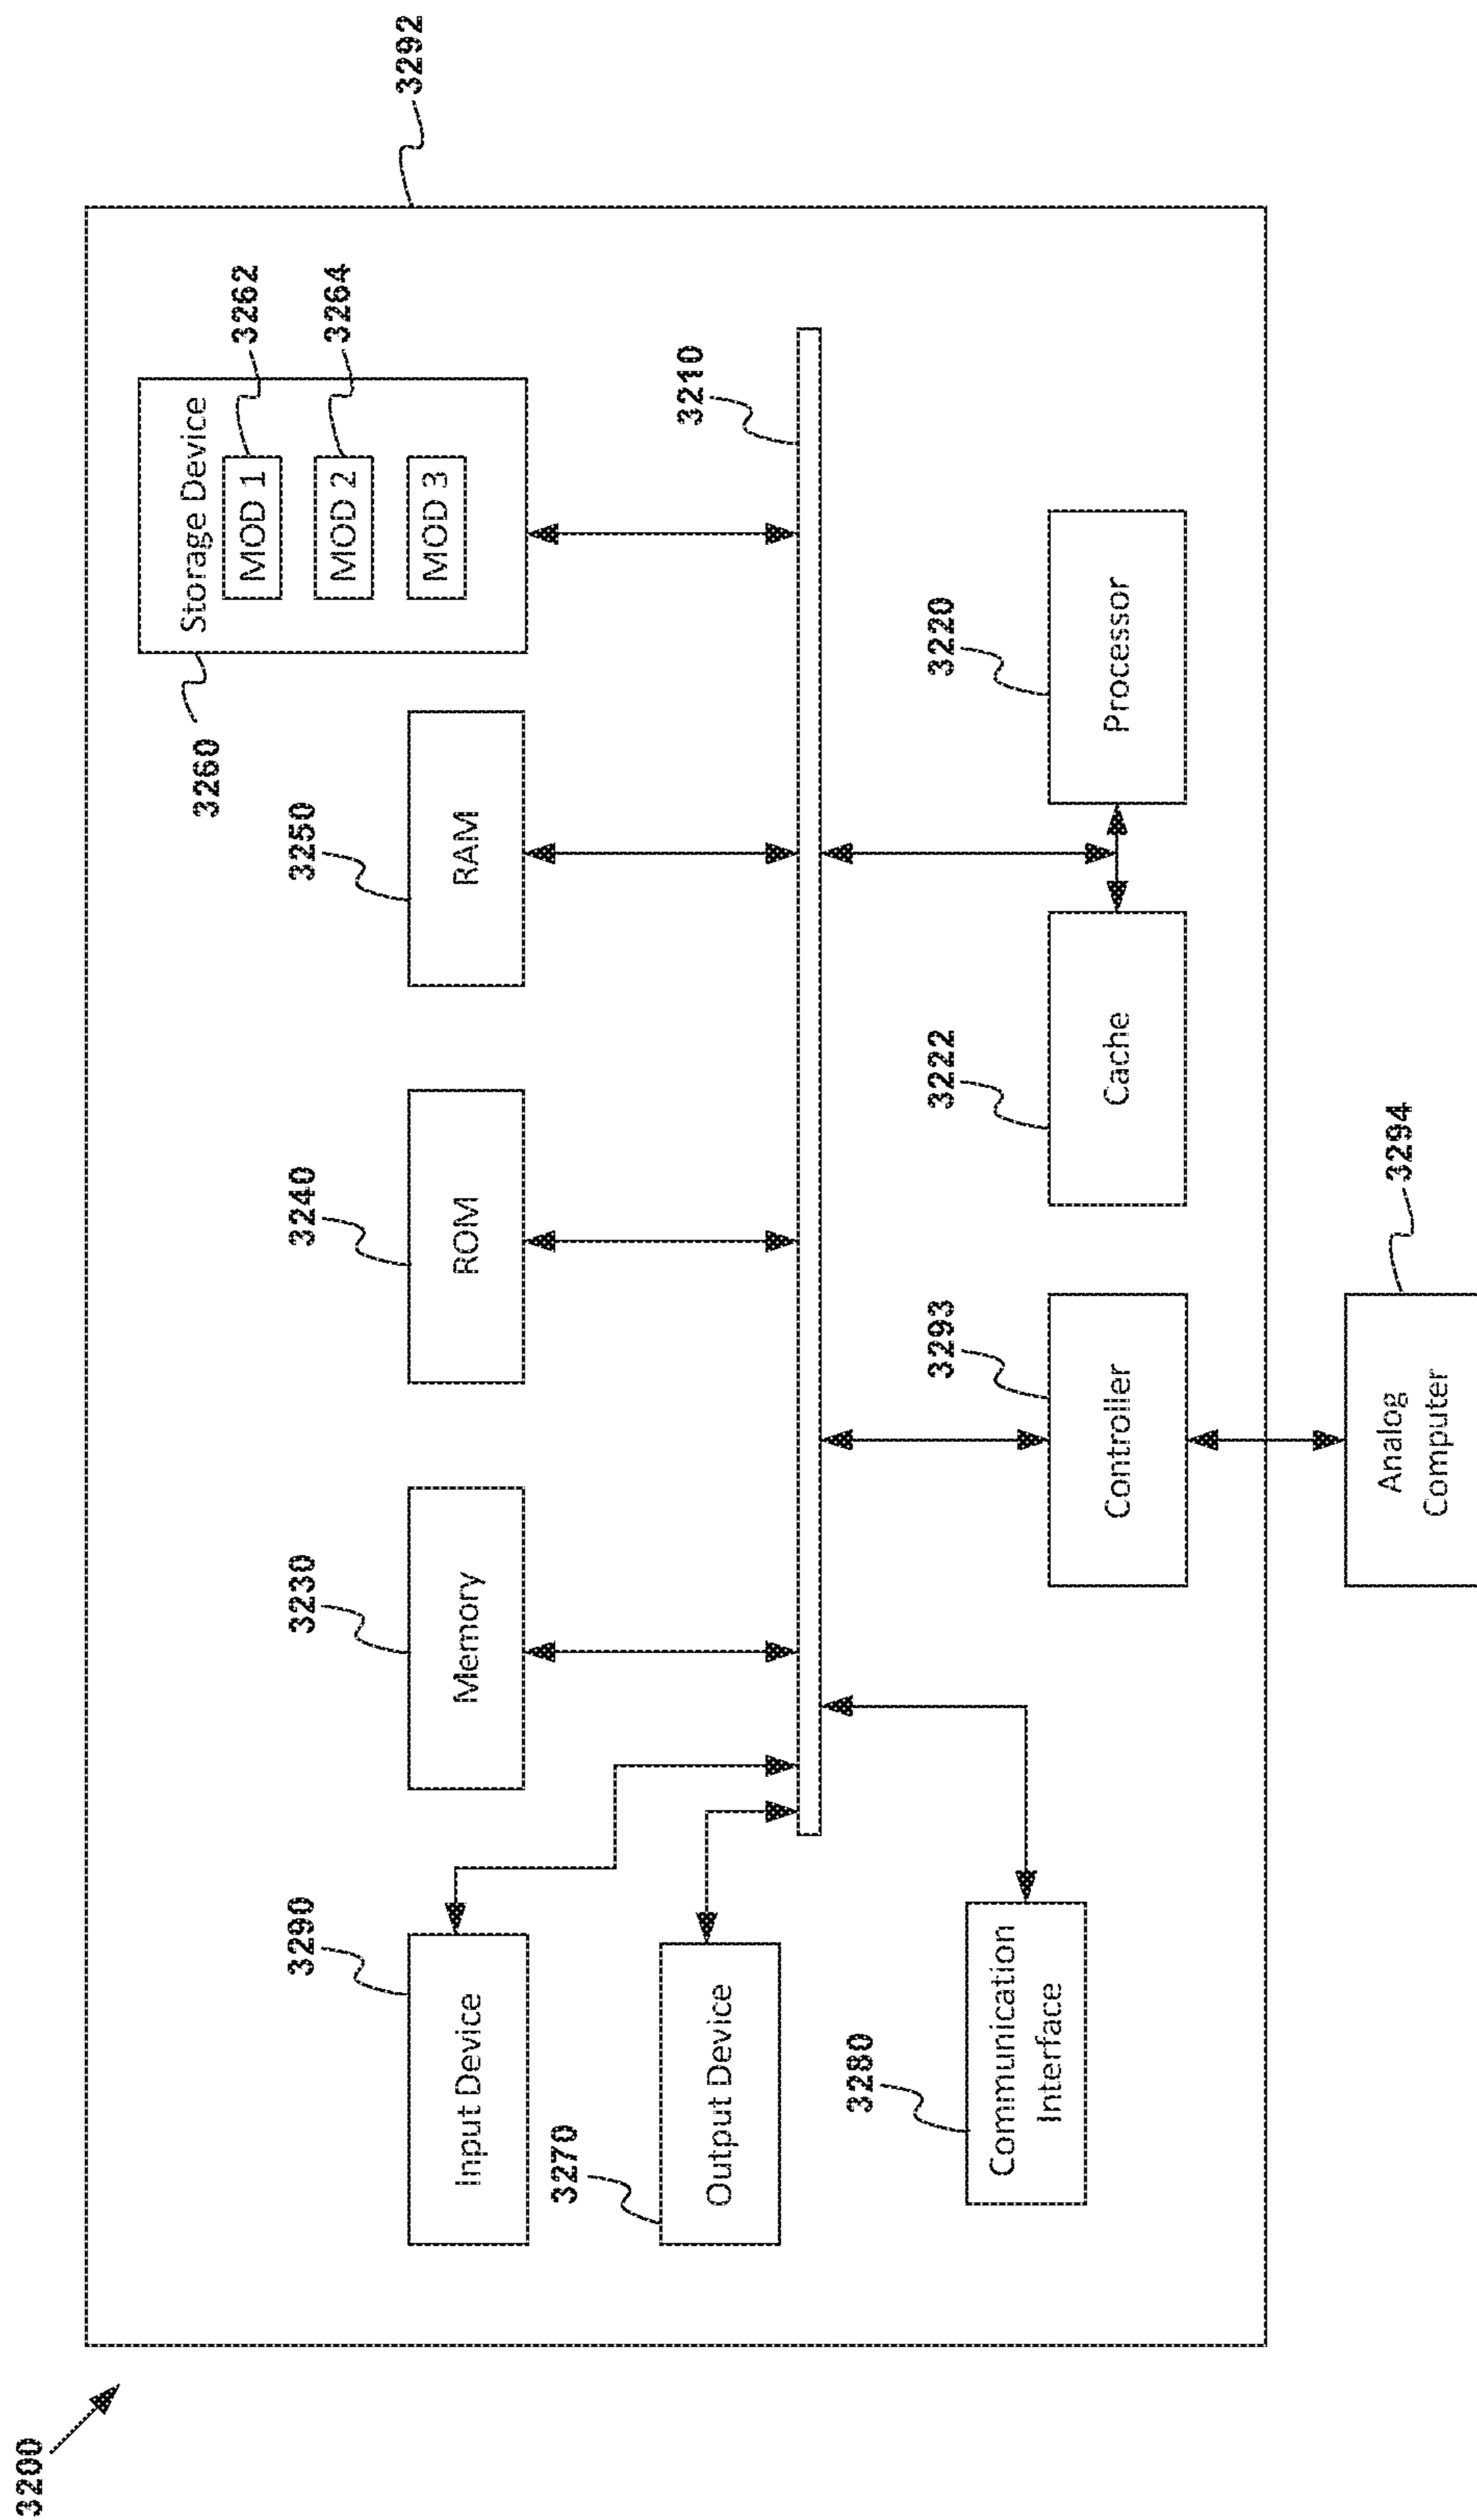 3200
3292
3290
Input Device
3230
Memory
3240
ROM
3250
RAM
3260
Storage Device
MOD 1
3262
MOD 2
3264
MOD 3
3270
Output Device
3210
3280
Communication
Interface
3293
Controller
3222
Cache
3220
Processor
3294
Analog
Computer